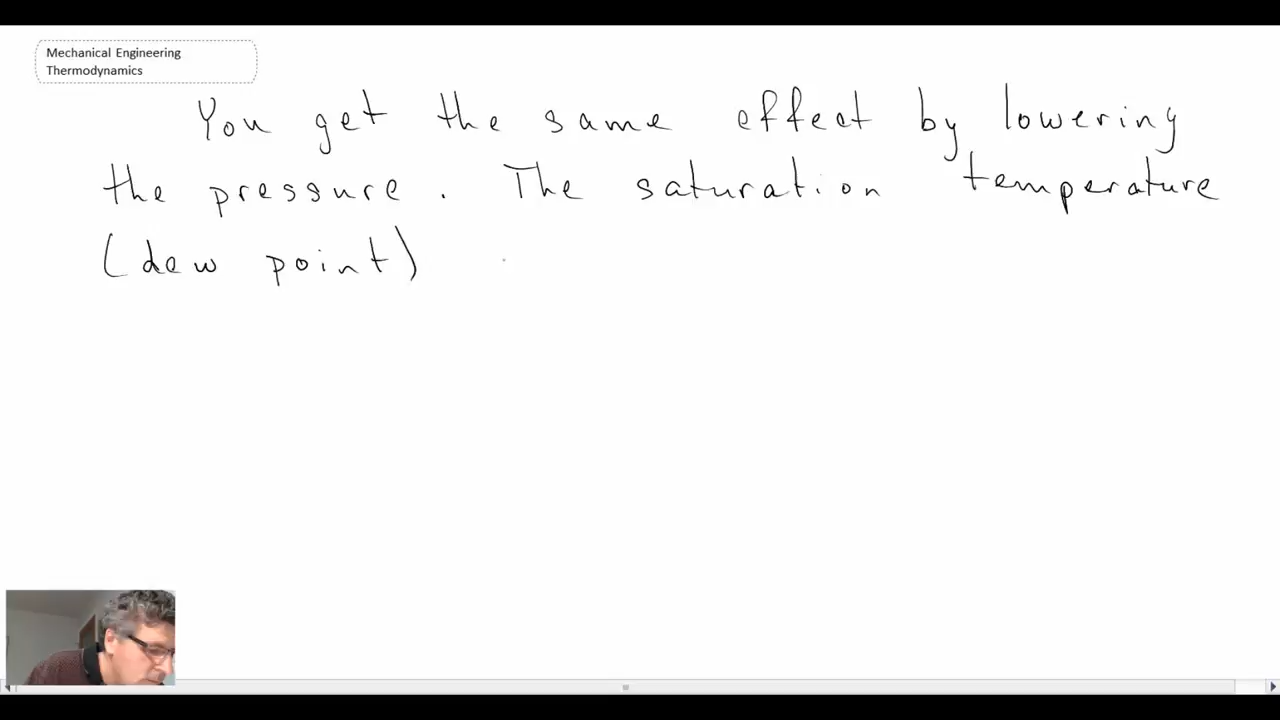 Mechanical Engineering
Thermodynamics
You get the same effect by lowering
the pressure. The saturation temperature
(dew point)